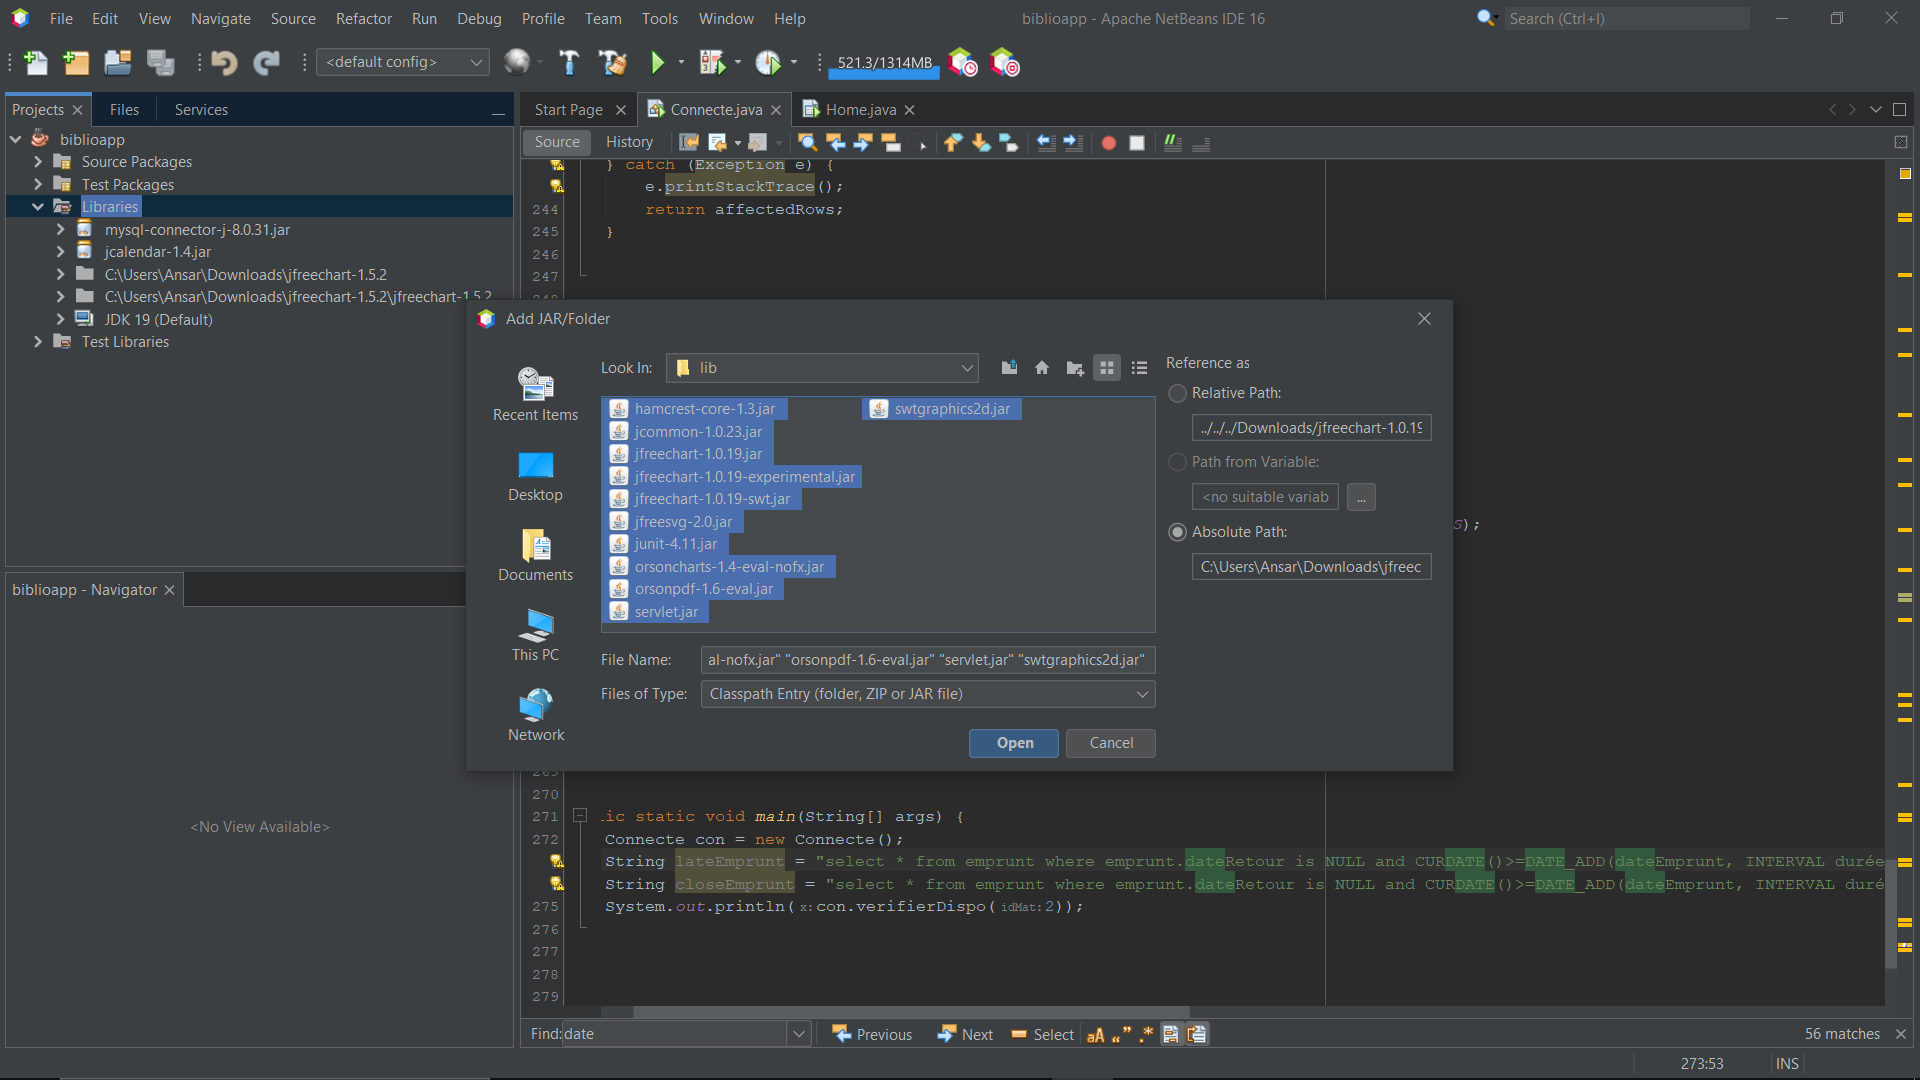 File Edit View Navigate Source Refactor Run Debug Profile Team Tools Window Help
biblioapp - Apache NetBeans IDE 16
Search (Ctrl+I)
<default config>
521.3/1314MB
Projects
Files
Services
Start Page
Connecte.java
Home.java
biblioapp
Source Packages
Test Packages
Libraries
mysql-connector-j-8.0.31.jar
jcalendar-1.4.jar
C:\Users\Ansar\Downloads\jfreechart-1.5.2
C:\Users\Ansar\Downloads\jfreechart-1.5.2\jfreechart-1.5.2
JDK 19 (Default)
Test Libraries
Source
History
} catch (Exception e) {
e.printStackTrace();
244 return affectedRows;
245 }
246
247
Add JAR/Folder
Look In:
lib
Recent Items
Desktop
Documents
This PC
Network
hamcrest-core-1.3.jar
jcommon-1.0.23.jar
jfreechart-1.0.19.jar
jfreechart-1.0.19-experimental.jar
jfreechart-1.0.19-swt.jar
jfreesvg-2.0.jar
junit-4.11.jar
orsoncharts-1.4-eval-nofx.jar
orsonpdf-1.6-eval.jar
servlet.jar
swtgraphics2d.jar
File Name:
al-nofx.jar" "orsonpdf-1.6-eval.jar" "servlet.jar" "swtgraphics2d.jar"
Files of Type:
Classpath Entry (folder, ZIP or JAR file)
Open
Cancel
Reference as
Relative Path:
../../../Downloads/jfreechart-1.0.19
Path from Variable:
<no suitable variab
...
Absolute Path:
C:\Users\Ansar\Downloads\jfreec
S);
biblioapp - Navigator
<No View Available>
269
270
271 ic static void main(String[] args) {
272 Connecte con = new Connecte();
String lateEmprunt = "select * from emprunt where emprunt.dateRetour is NULL and CURDATE()>=DATE_ADD(dateEmprunt, INTERVAL durée
String closeEmprunt = "select * from emprunt where emprunt.dateRetour is NULL and CURDATE()>=DATE_ADD(dateEmprunt, INTERVAL duré
275 System.out.println(x:con.verifierDispo(idMat:2));
276
277
278
279
Find: date
Previous
Next
Select
aA
56 matches
273:53
INS